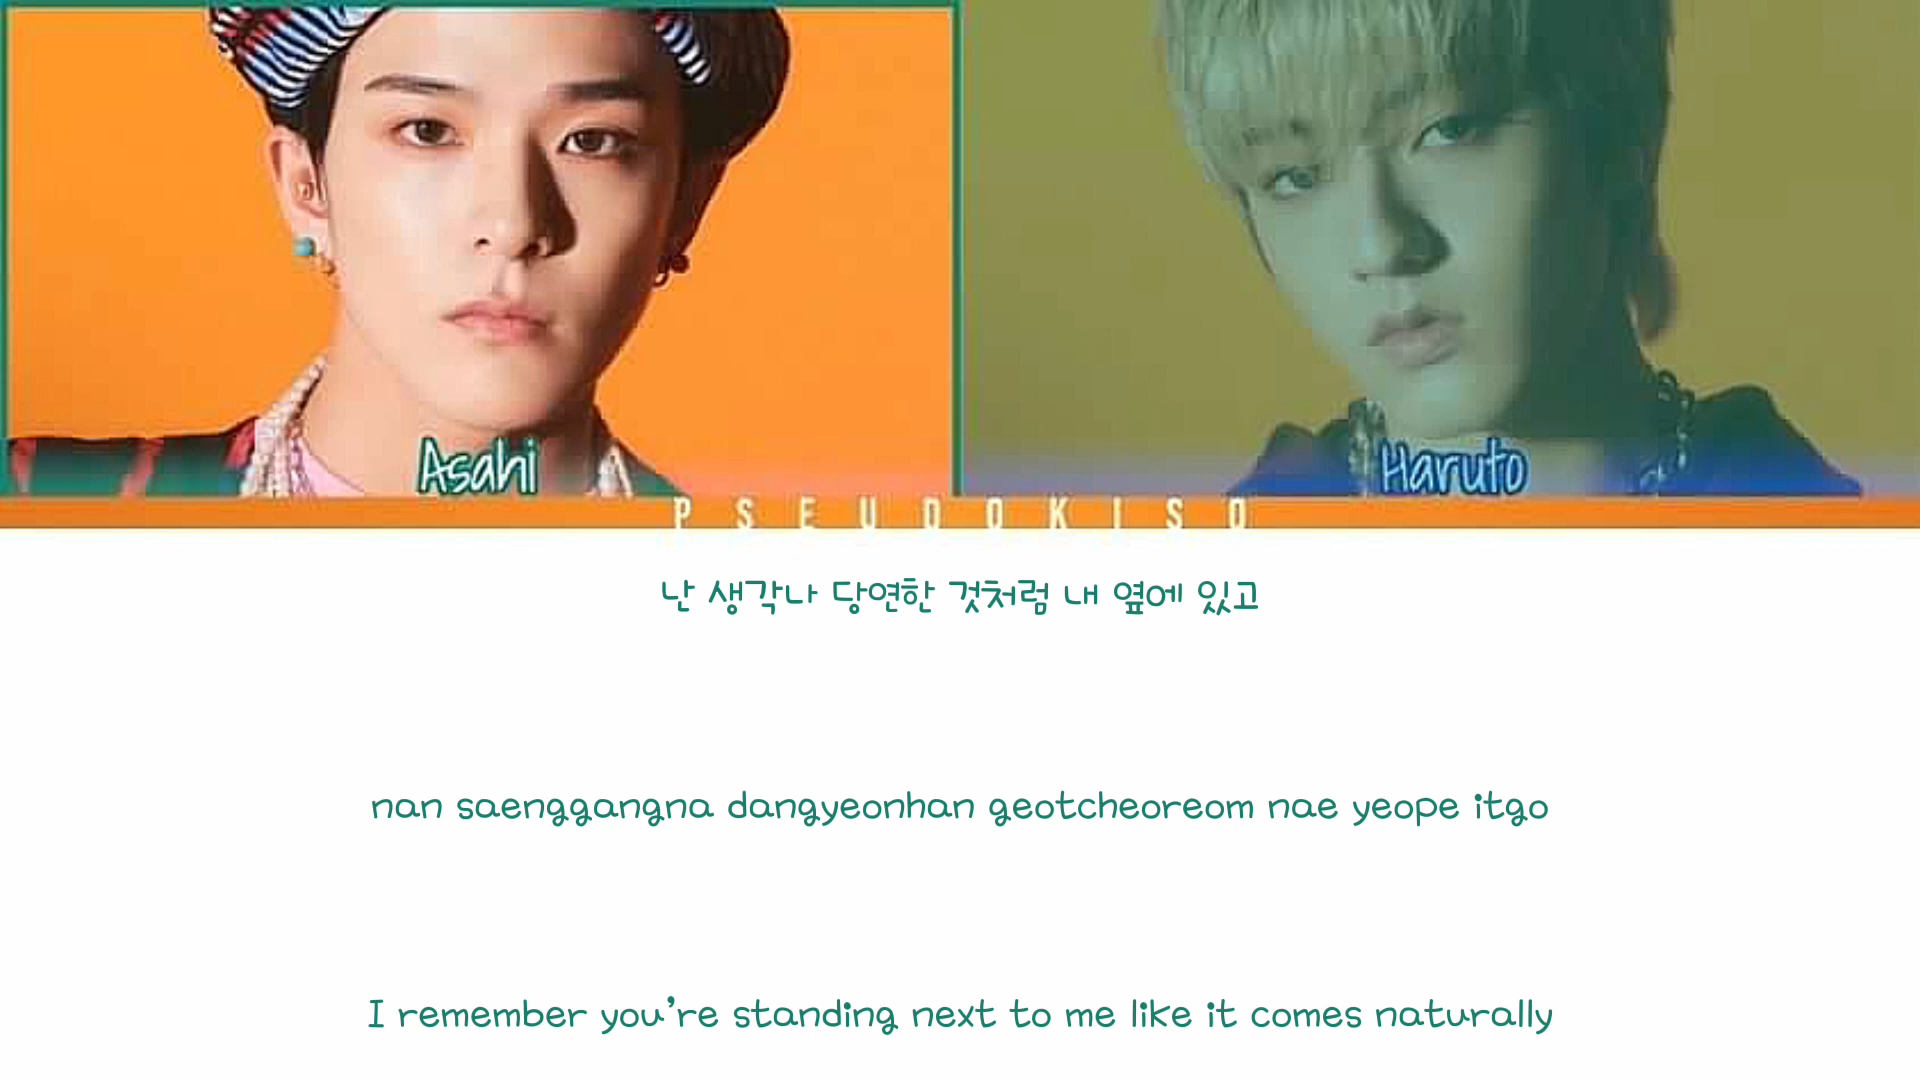 Asahi
Haruto
PSEUDOKISO
난 생각나 당연한 것처럼 내 옆에 있고
nan saenggangna dangyeonhan geotcheoreom nae yeope itgo
I remember you're standing next to me like it comes naturally